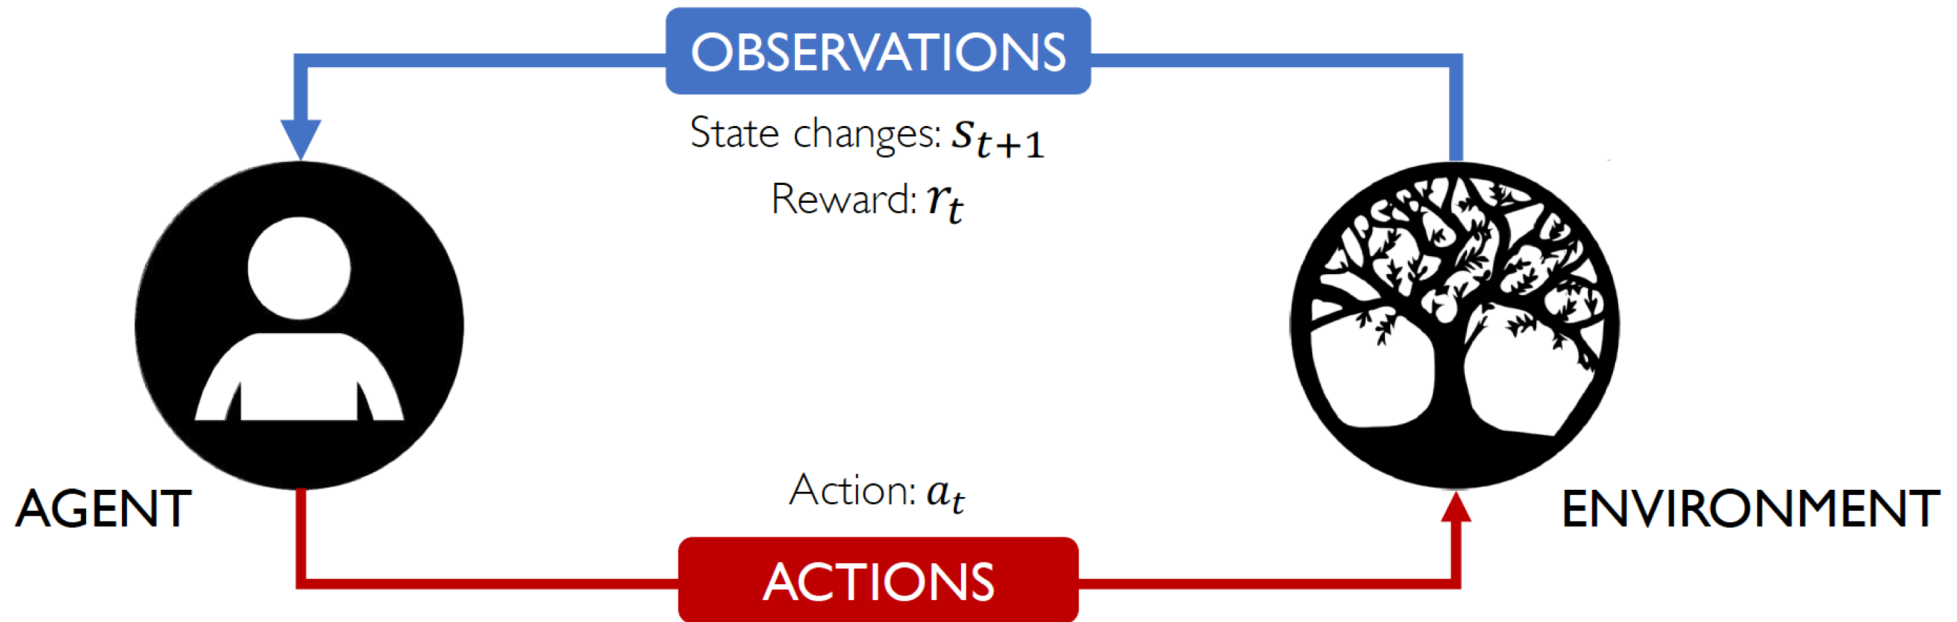 OBSERVATIONS
State changes: s_{t+1}
Reward: r_t
AGENT
ENVIRONMENT
Action: a_t
ACTIONS